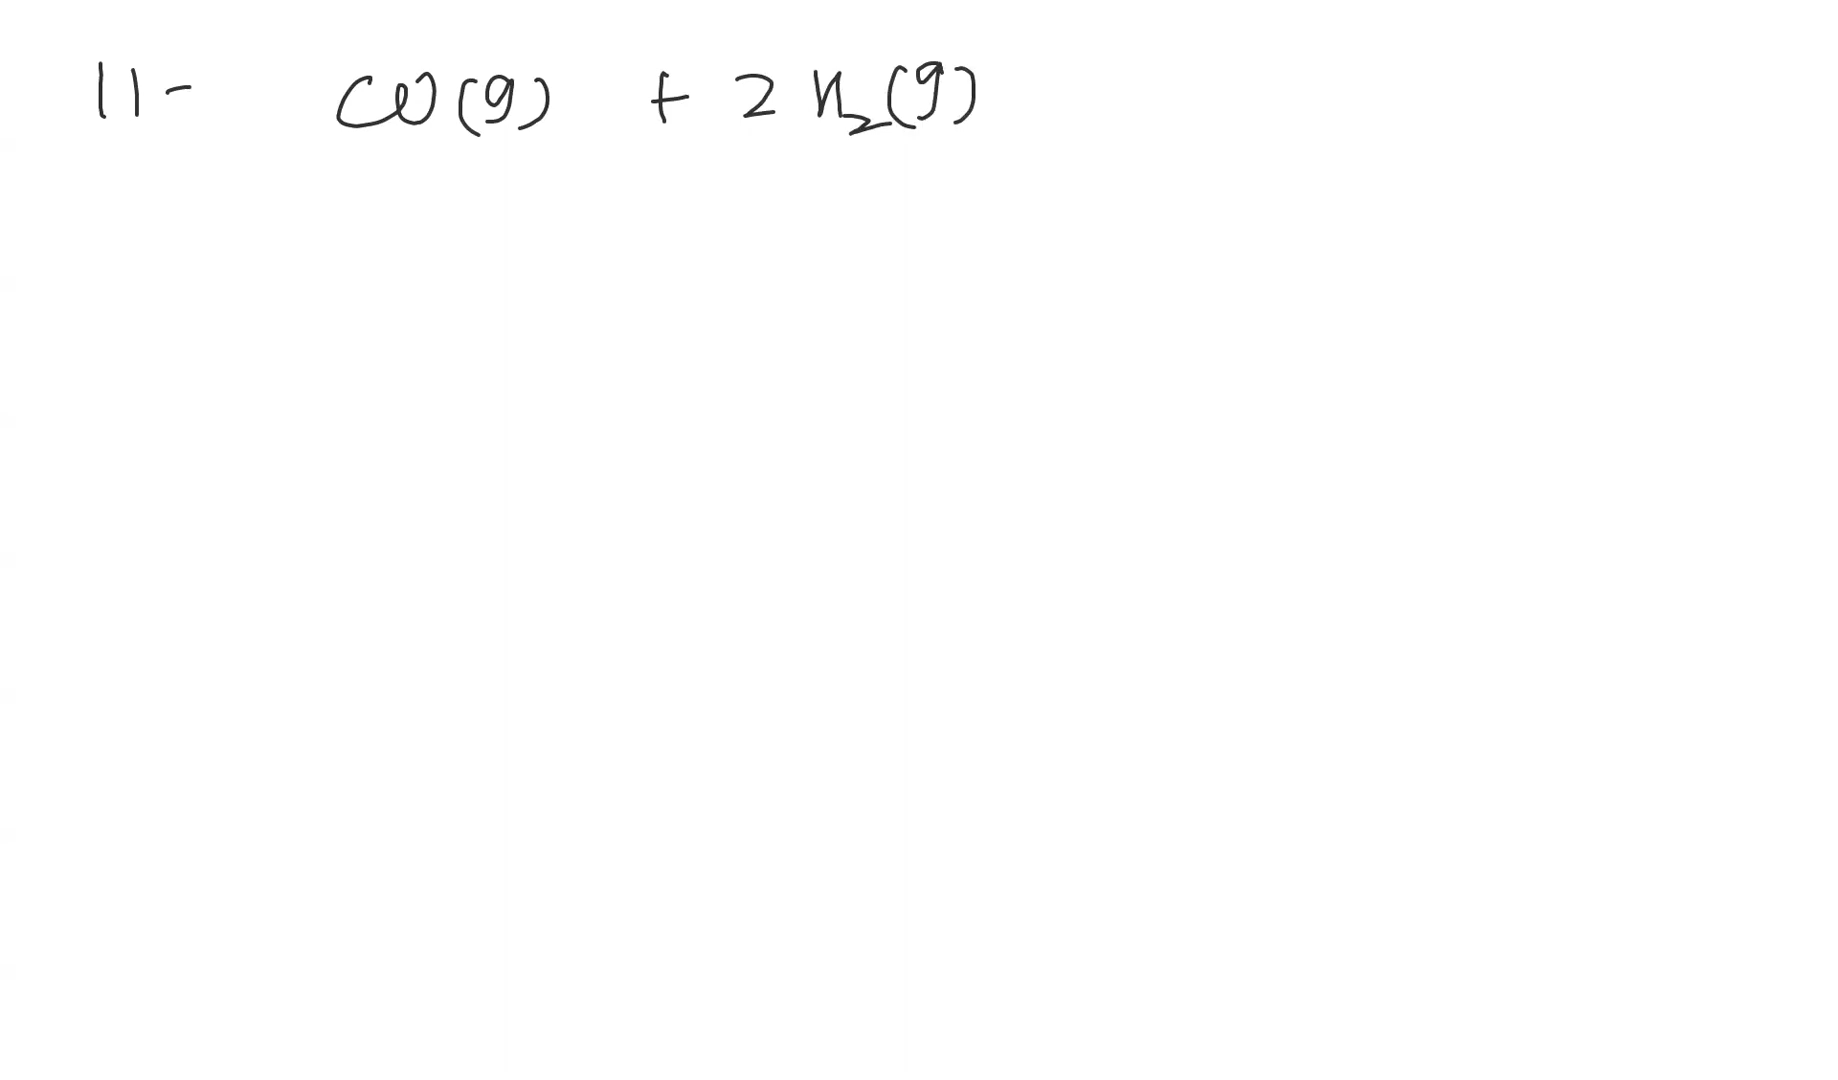 11- CO(g) + 2 H₂(g)